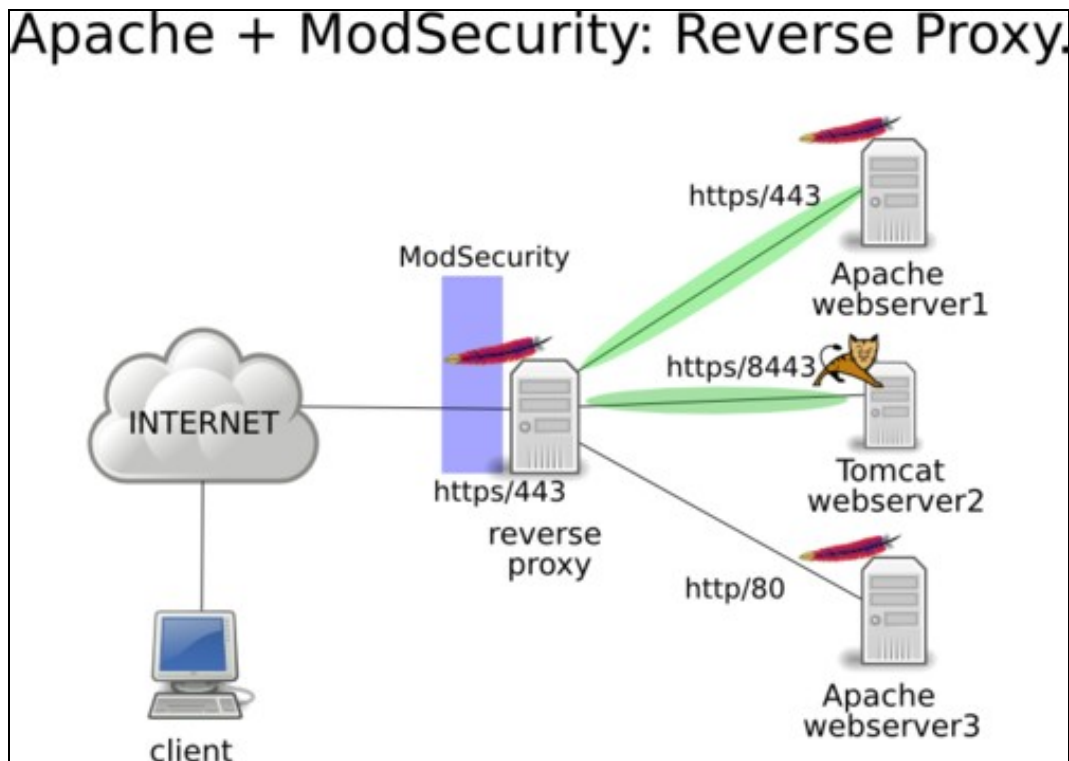 Apache + ModSecurity: Reverse Proxy.
https/443
ModSecurity
Apache
webserver1
https/8443
INTERNET
https/443
Tomcat
webserver2
reverse
proxy
http/80
Apache
webserver3
client